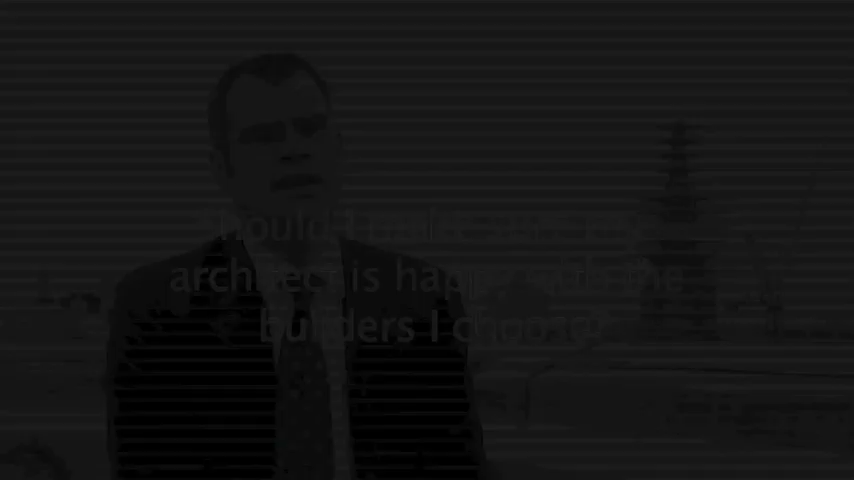 should I make sure my
architect is happy with the
builders I choose?